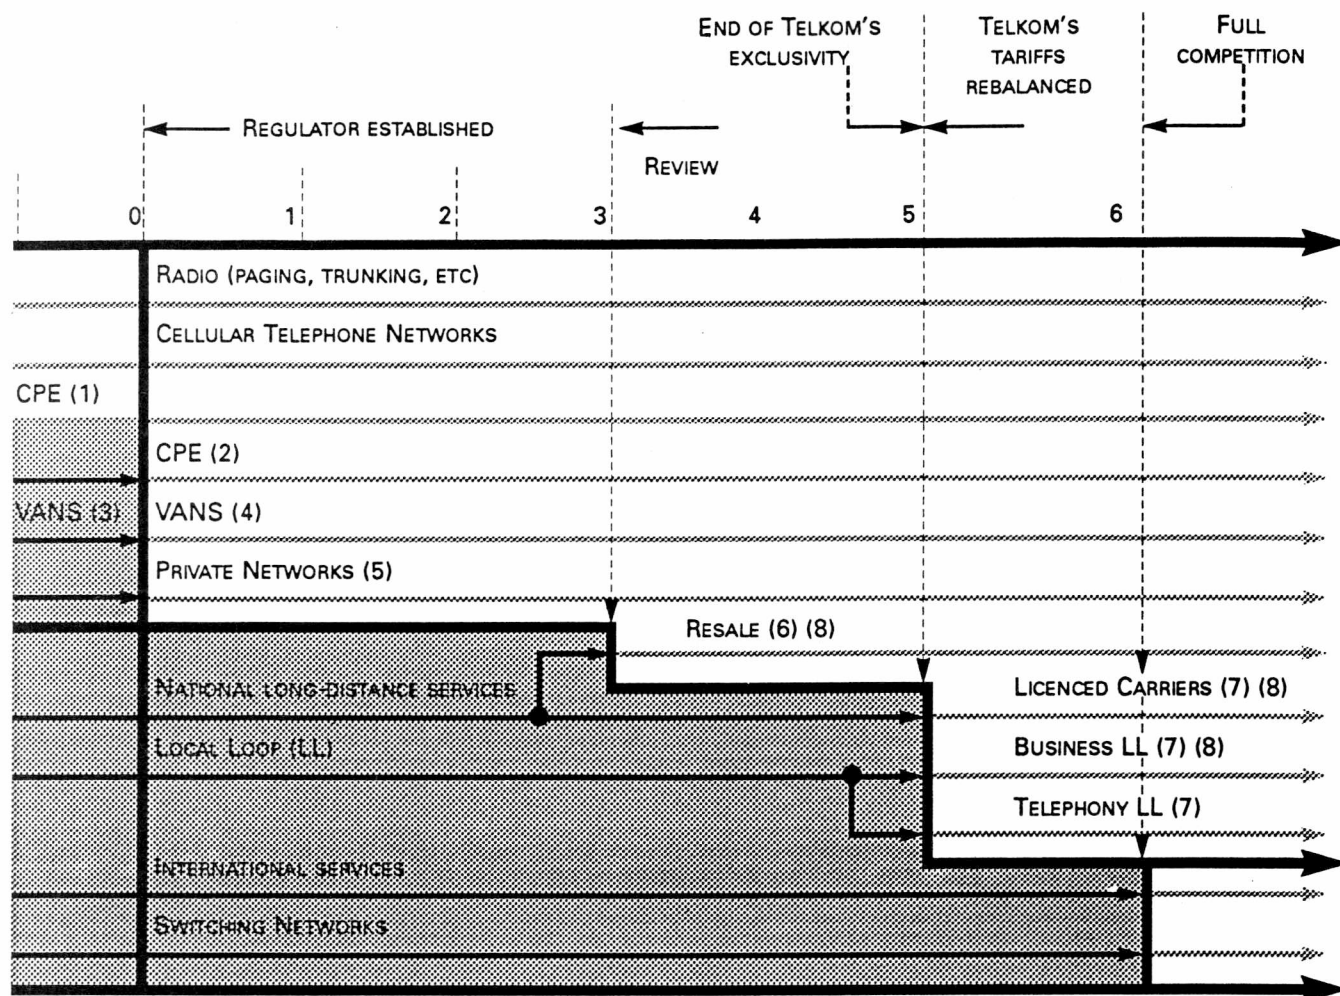 END OF TELKOM'S
EXCLUSIVITY
TELKOM'S
TARIFFS
REBALANCED
FULL
COMPETITION
REGULATOR ESTABLISHED
REVIEW
0 1 2 3 4 5 6
RADIO (PAGING, TRUNKING, ETC)
CELLULAR TELEPHONE NETWORKS
CPE (1)
CPE (2)
VANS (3) VANS (4)
PRIVATE NETWORKS (5)
RESALE (6) (8)
NATIONAL LONG-DISTANCE SERVICES
LICENCED CARRIERS (7) (8)
LOCAL LOOP (LL)
BUSINESS LL (7) (8)
TELEPHONY LL (7)
INTERNATIONAL SERVICES
SWITCHING NETWORKS